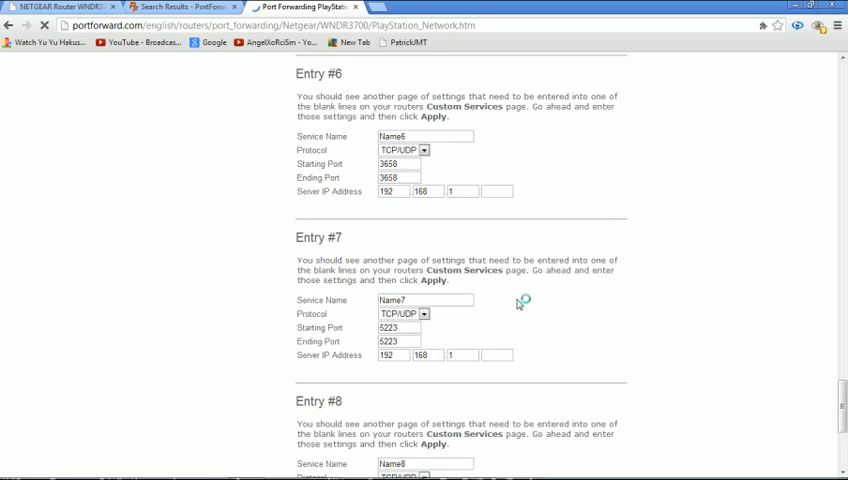 NETGEAR Router WNDR3
Search Results - PortForw
Port Forwarding PlayStati
portforward.com/english/routers/port_forwarding/Netgear/WNDR3700/PlayStation_Network.htm
Watch Yu Yu Hakus... YouTube - Broadcas... Google AngelXoRciSm - Yo... New Tab PatrickJMT
Entry #6
You should see another page of settings that need to be entered into one of
the blank lines on your routers Custom Services page. Go ahead and enter
those settings and then click Apply.
Service Name Name6
Protocol TCP/UDP
Starting Port 3658
Ending Port 3658
Server IP Address 192 168 1
Entry #7
You should see another page of settings that need to be entered into one of
the blank lines on your routers Custom Services page. Go ahead and enter
those settings and then click Apply.
Service Name Name7
Protocol TCP/UDP
Starting Port 5223
Ending Port 5223
Server IP Address 192 168 1
Entry #8
You should see another page of settings that need to be entered into one of
the blank lines on your routers Custom Services page. Go ahead and enter
those settings and then click Apply.
Service Name Name8
Protocol TCP/UDP